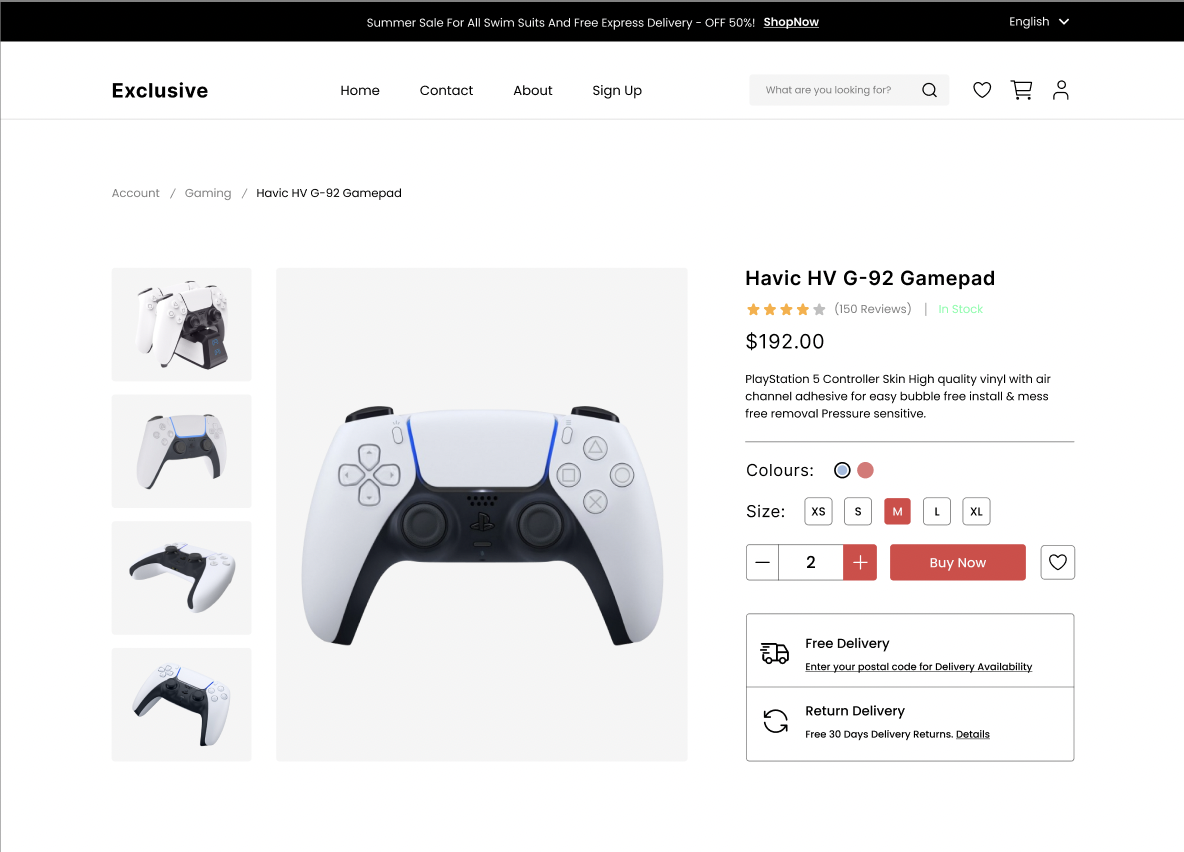 Summer Sale For All Swim Suits And Free Express Delivery - OFF 50%! ShopNow
English
Exclusive
Home
Contact
About
Sign Up
What are you looking for?
Account / Gaming / Havic HV G-92 Gamepad
Havic HV G-92 Gamepad
(150 Reviews) | In Stock
$192.00
PlayStation 5 Controller Skin High quality vinyl with air
channel adhesive for easy bubble free install & mess
free removal Pressure sensitive.
Colours:
Size:
XS
S
M
L
XL
2
Buy Now
Free Delivery
Enter your postal code for Delivery Availability
Return Delivery
Free 30 Days Delivery Returns. Details